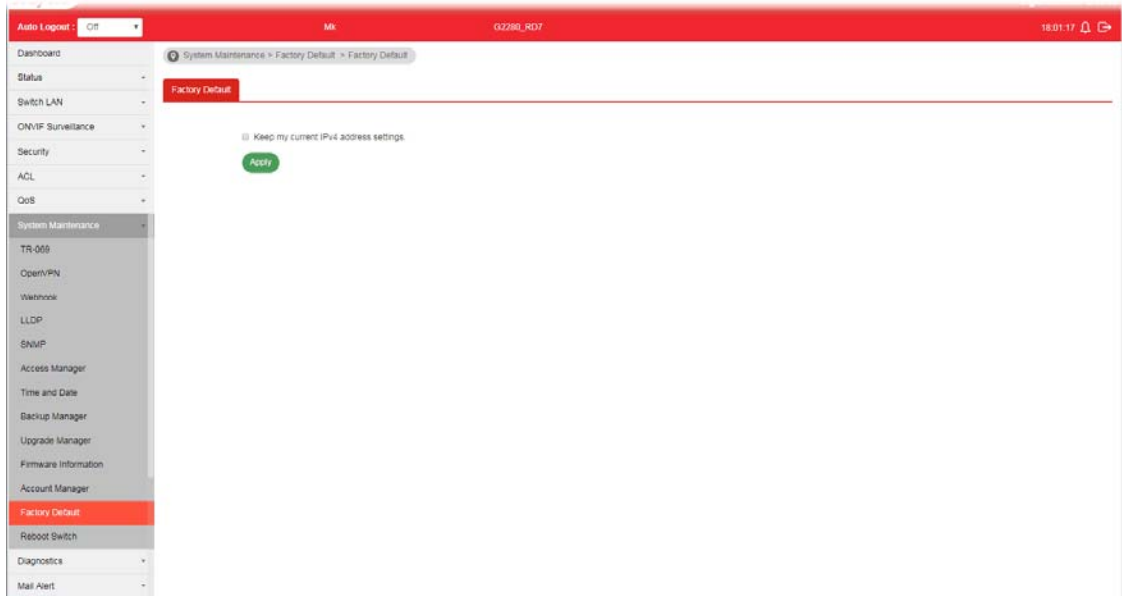 Auto Logout : Off
Mk
G2280_RD7
18:01:17
Dashboard
Status
Switch LAN
ONVIF Surveillance
Security
ACL
QoS
System Maintenance
TR-069
OpenVPN
Webhook
LLDP
SNMP
Access Manager
Time and Date
Backup Manager
Upgrade Manager
Firmware Information
Account Manager
Factory Default
Reboot Switch
Diagnostics
Mail Alert
System Maintenance > Factory Default > Factory Default
Factory Default
Keep my current IPv4 address settings.
Apply